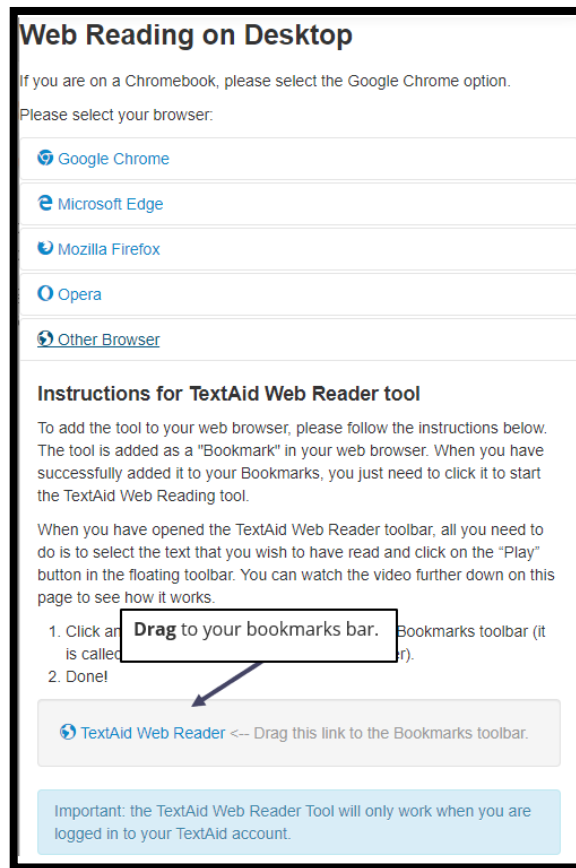 Web Reading on Desktop
If you are on a Chromebook, please select the Google Chrome option.
Please select your browser:
Google Chrome
Microsoft Edge
Mozilla Firefox
Opera
Other Browser
Instructions for TextAid Web Reader tool
To add the tool to your web browser, please follow the instructions below.
The tool is added as a "Bookmark" in your web browser. When you have
successfully added it to your Bookmarks, you just need to click it to start
the TextAid Web Reading tool.
When you have opened the TextAid Web Reader toolbar, all you need to
do is to select the text that you wish to have read and click on the “Play”
button in the floating toolbar. You can watch the video further down on this
page to see how it works.
Drag to your bookmarks bar.
1. Click Bookmarks toolbar (it
is r).
2. Done!
TextAid Web Reader <-- Drag this link to the Bookmarks toolbar.
Important: the TextAid Web Reader Tool will only work when you are
logged in to your TextAid account.